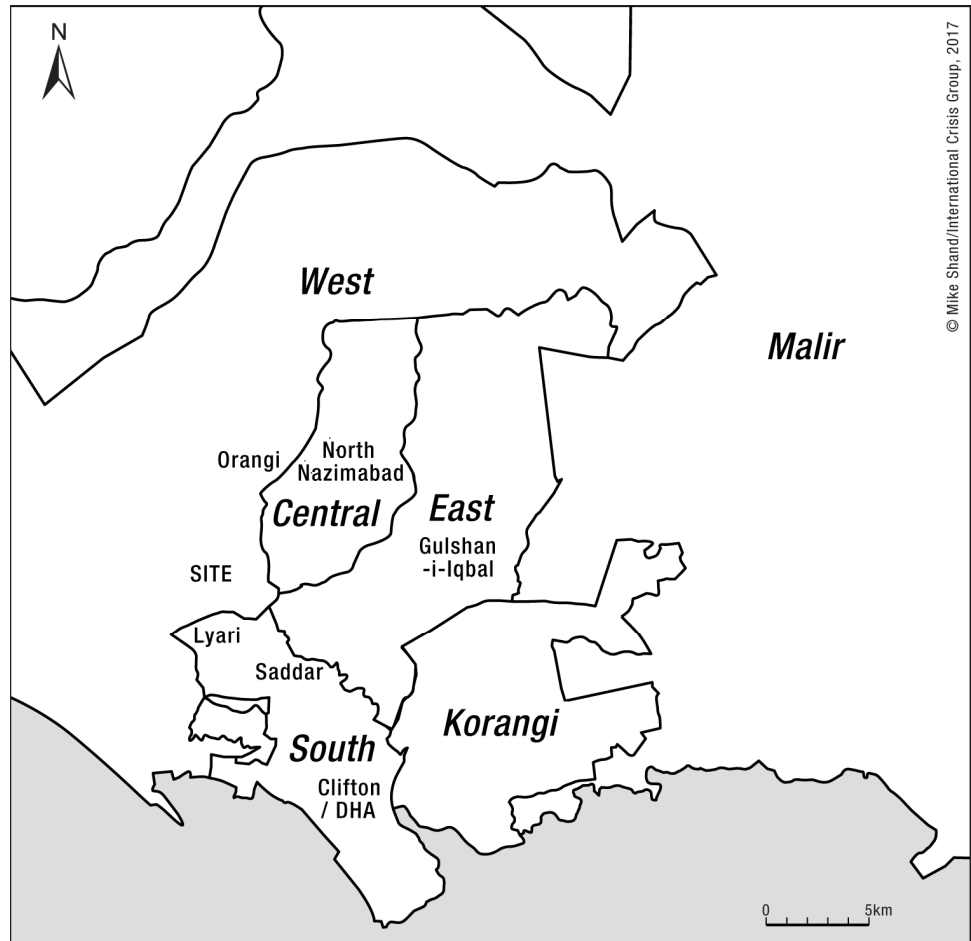 N
© Mike Shand/International Crisis Group, 2017
West
Malir
Orangi
North
Nazimabad
Central
East
Gulshan
-i-Iqbal
SITE
Lyari
Saddar
Korangi
South
Clifton
/ DHA
0 5km